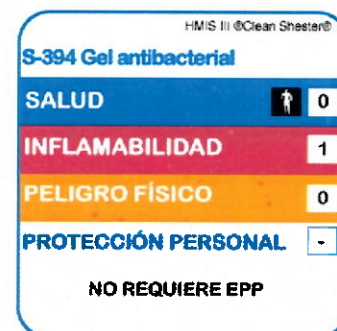 HMIS III ®Clean Shester®
S-394 Gel antibacterial
SALUD 0
INFLAMABILIDAD 1
PELIGRO FÍSICO 0
PROTECCIÓN PERSONAL -
NO REQUIERE EPP